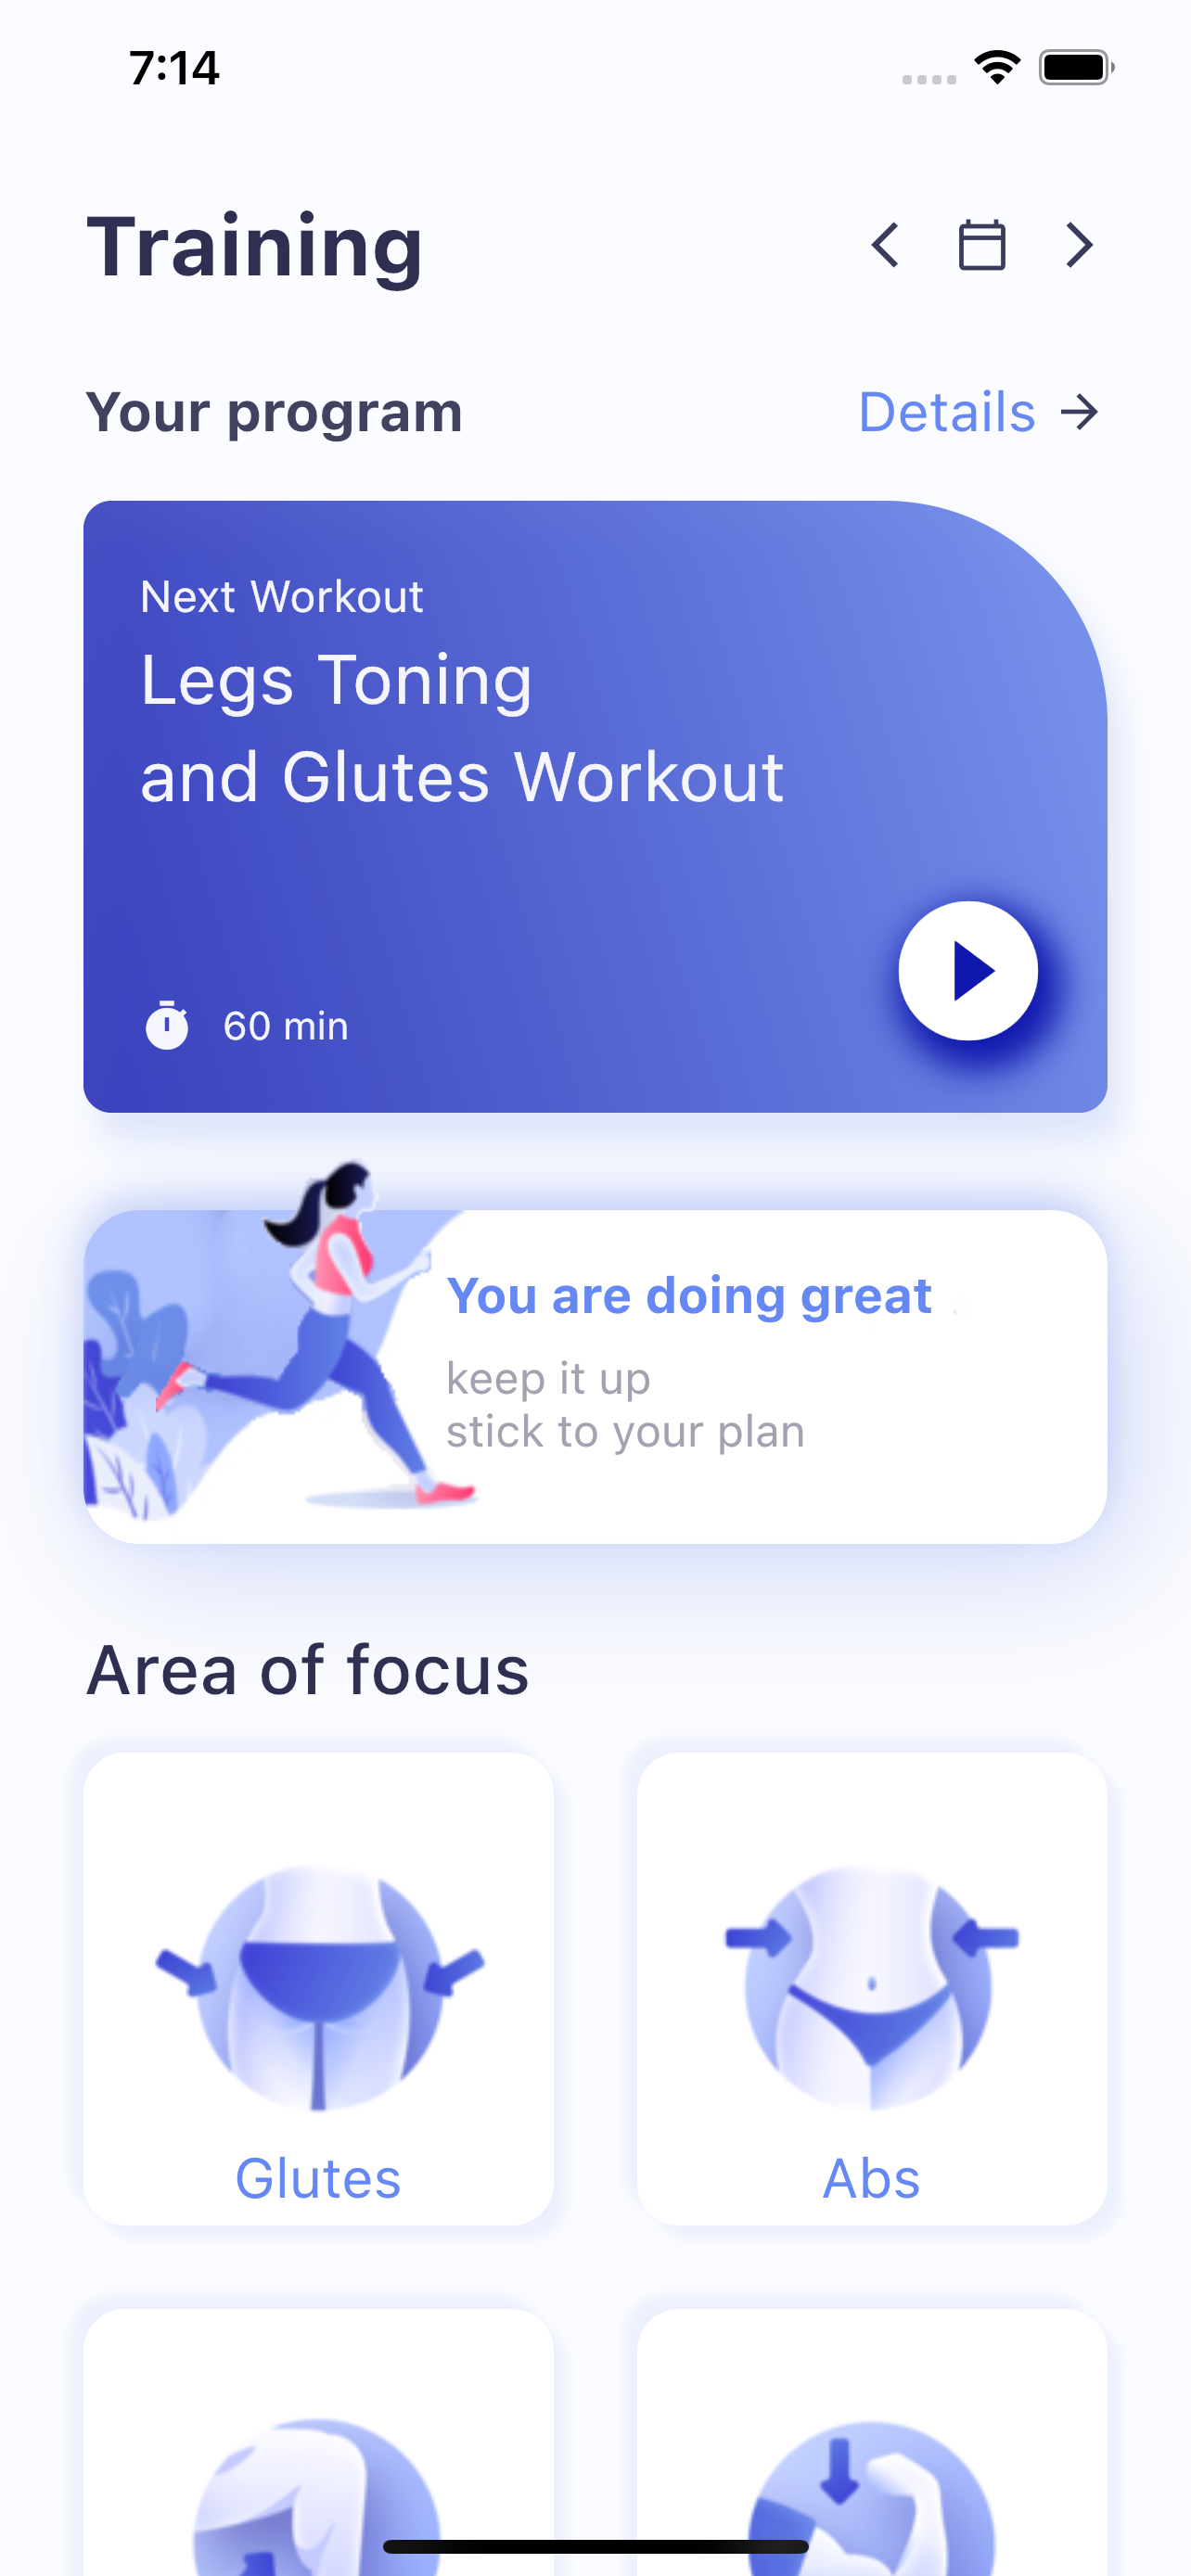 7:14
Training
Your program
Details
Next Workout
Legs Toning
and Glutes Workout
60 min
You are doing great
keep it up
stick to your plan
Area of focus
Glutes
Abs